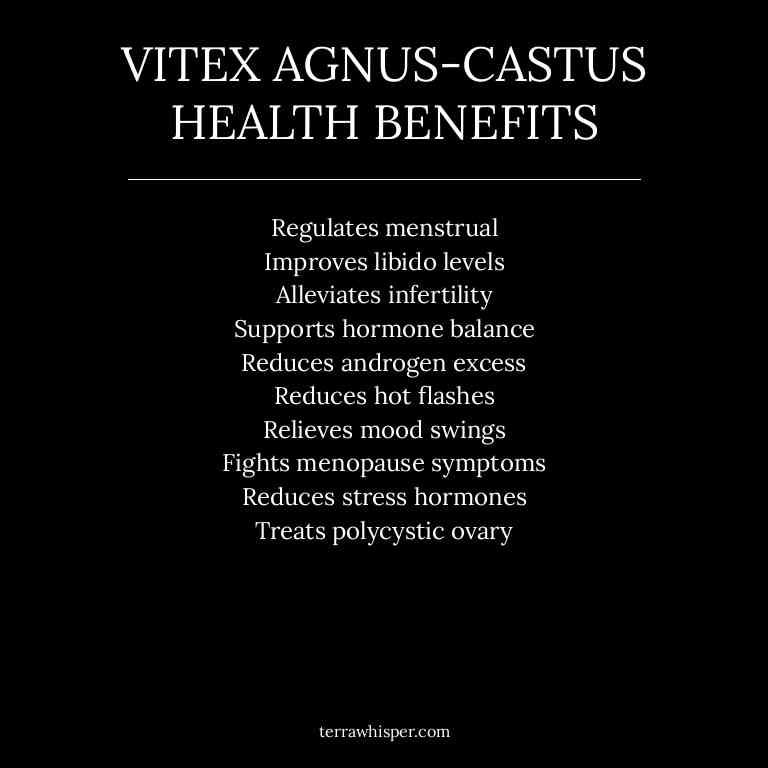 VITEX AGNUS-CASTUS
HEALTH BENEFITS
Regulates menstrual
Improves libido levels
Alleviates infertility
Supports hormone balance
Reduces androgen excess
Reduces hot flashes
Relieves mood swings
Fights menopause symptoms
Reduces stress hormones
Treats polycystic ovary
terrawhisper.com